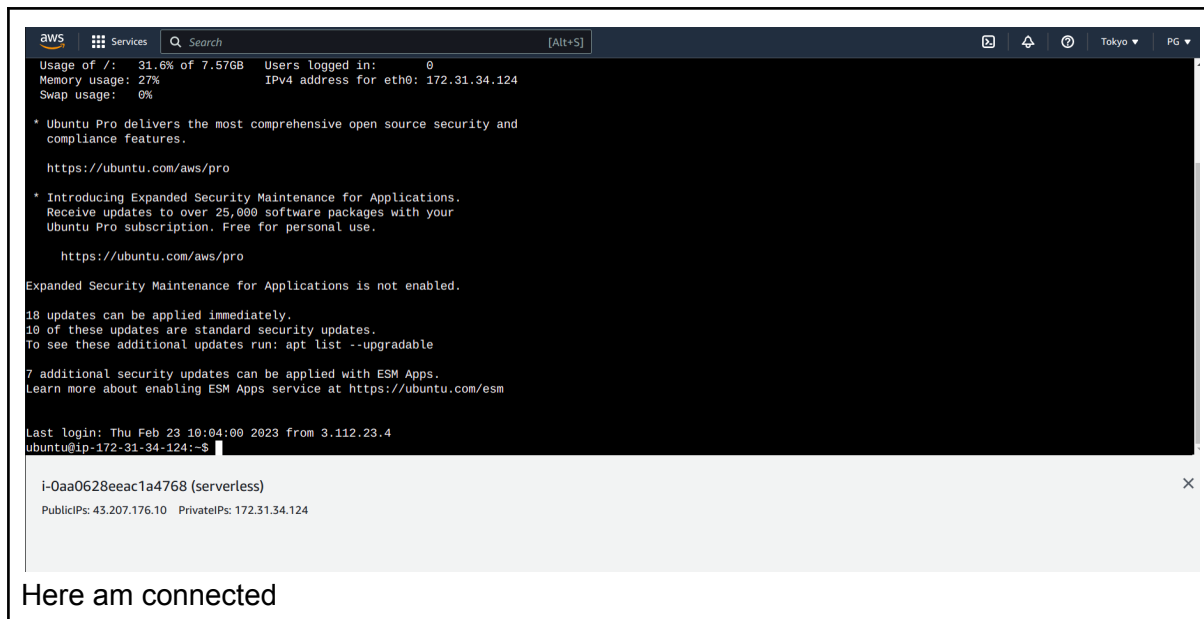 aws Services Search [Alt+S] Tokyo PG
Usage of /: 31.6% of 7.57GB Users logged in: 0
Memory usage: 27% IPv4 address for eth0: 172.31.34.124
Swap usage: 0%
* Ubuntu Pro delivers the most comprehensive open source security and
compliance features.
https://ubuntu.com/aws/pro
* Introducing Expanded Security Maintenance for Applications.
Receive updates to over 25,000 software packages with your
Ubuntu Pro subscription. Free for personal use.
https://ubuntu.com/aws/pro
Expanded Security Maintenance for Applications is not enabled.
18 updates can be applied immediately.
10 of these updates are standard security updates.
To see these additional updates run: apt list --upgradable
7 additional security updates can be applied with ESM Apps.
Learn more about enabling ESM Apps service at https://ubuntu.com/esm
Last login: Thu Feb 23 10:04:00 2023 from 3.112.23.4
ubuntu@ip-172-31-34-124:~$
i-0aa0628eeac1a4768 (serverless)
PublicIPs: 43.207.176.10 PrivateIPs: 172.31.34.124
Here am connected